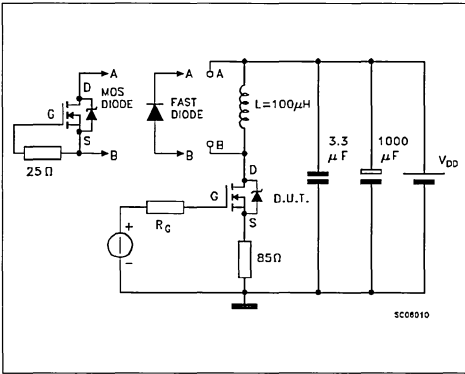 A
D
MOS
DIODE
G
S
B
25 Ω
A
FAST
DIODE
B
A
L=100μH
B
D
G
D.U.T.
S
RG
+
-
85Ω
3.3
μF
1000
μF
VDD
SC06010